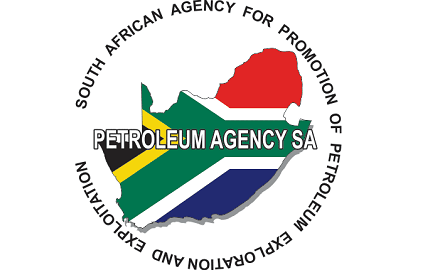 SOUTH AFRICAN AGENCY FOR PROMOTION OF PETROLEUM EXPLORATION AND EXPLOITATION
PETROLEUM AGENCY SA